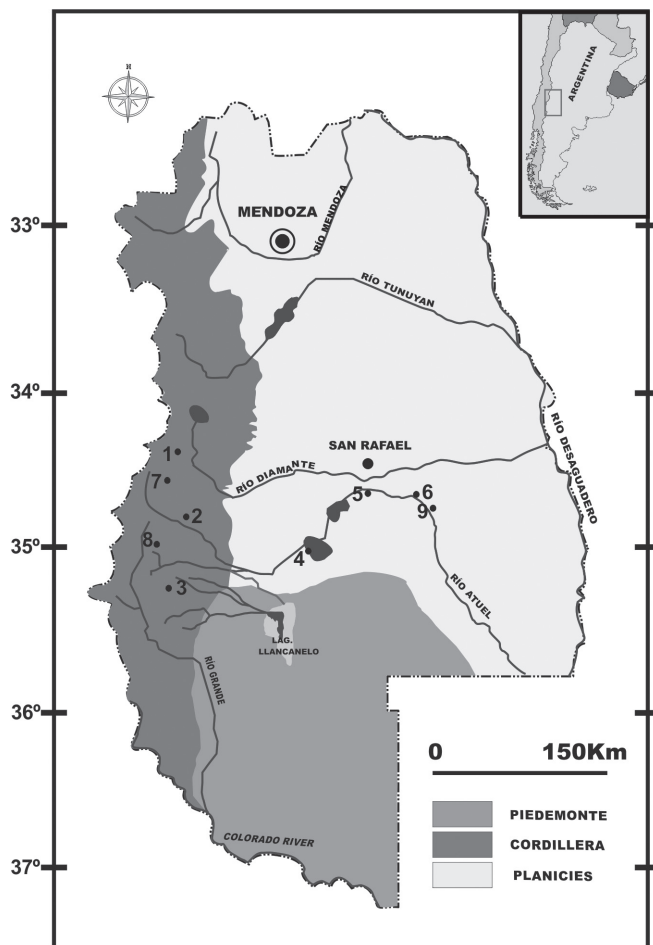 N
ARGENTINA
33º
MENDOZA
RÍO MENDOZA
RÍO TUNUYAN
34º
1
SAN RAFAEL
RÍO DIAMANTE
RÍO DESAGUADERO
7
5
6
2
9
8
35º
4
3
RÍO ATUEL
LAG.
LLANCANELO
RÍO GRANDE
36º
0 150Km
PIEDEMONTE
COLORADO RIVER
CORDILLERA
37º
PLANICIES